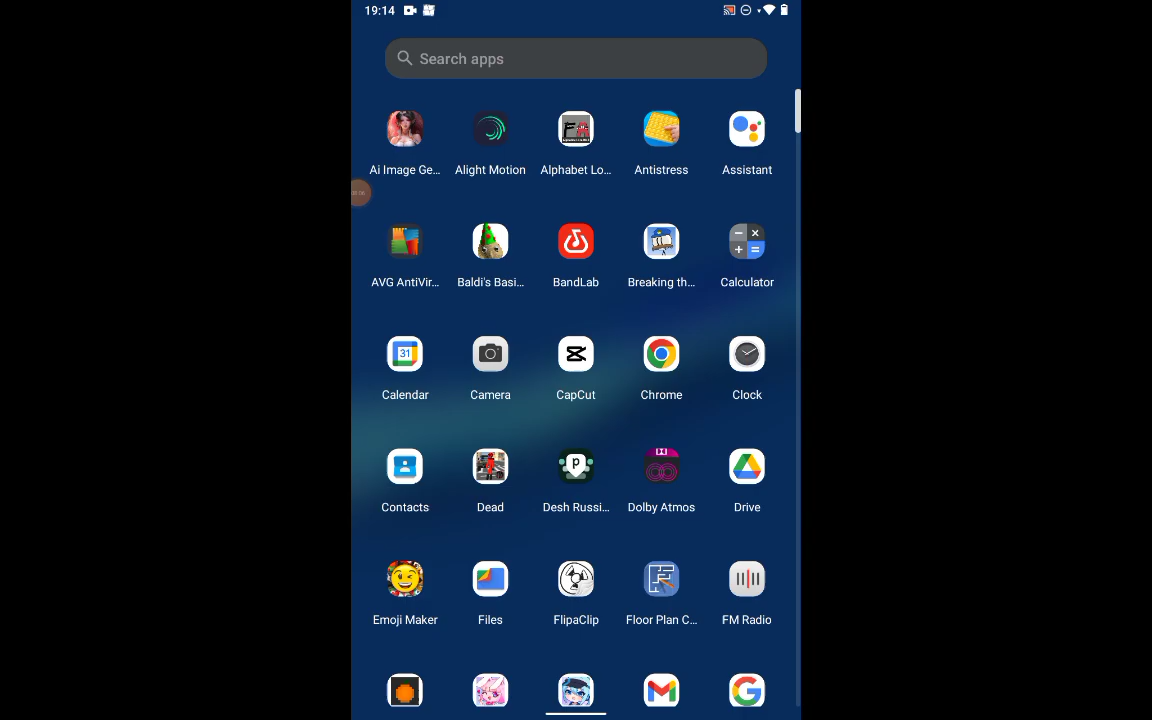 19:14
Search apps
Ai Image Ge...
Alight Motion
Alphabet Lo...
Antistress
Assistant
AVG AntiVir...
Baldi's Basi...
BandLab
Breaking th...
Calculator
31
Calendar
Camera
CapCut
Chrome
Clock
Contacts
Dead
Desh Russi...
Dolby Atmos
Drive
Emoji Maker
Files
FlipaClip
Floor Plan C...
FM Radio